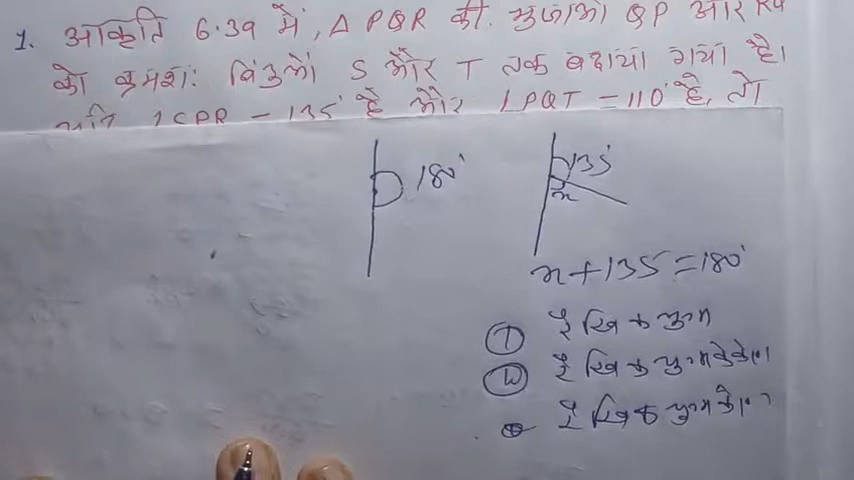 1. आकृति 6.39 में, Δ PQR की भुजाओं QP और RQ
को क्रमशः बिंदुओं S और T तक बढ़ाया गया है।
यदि ∠SPR = 135° है और ∠PQT = 110° है, तो
180°
135°
x
x+135=180°
① रैखिक युग्म
② रैखिक युग्म के कोण
रैखिक युग्म कोण